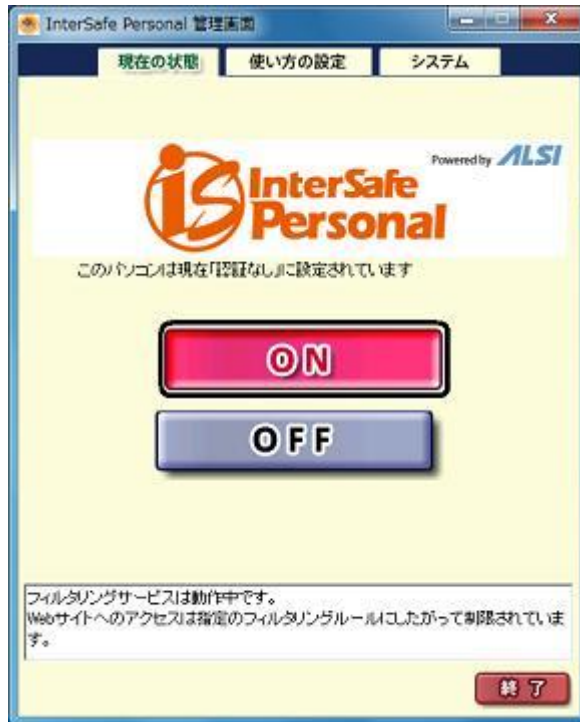 InterSafe Personal 管理画面
現在の状態 使い方の設定 システム
Powered by ALSI
iS InterSafe
Personal
このパソコンは現在「認証なし」に設定されています
ON
OFF
フィルタリングサービスは動作中です。
Webサイトへのアクセスは指定のフィルタリングルールにしたがって制限されていま
す。
終了